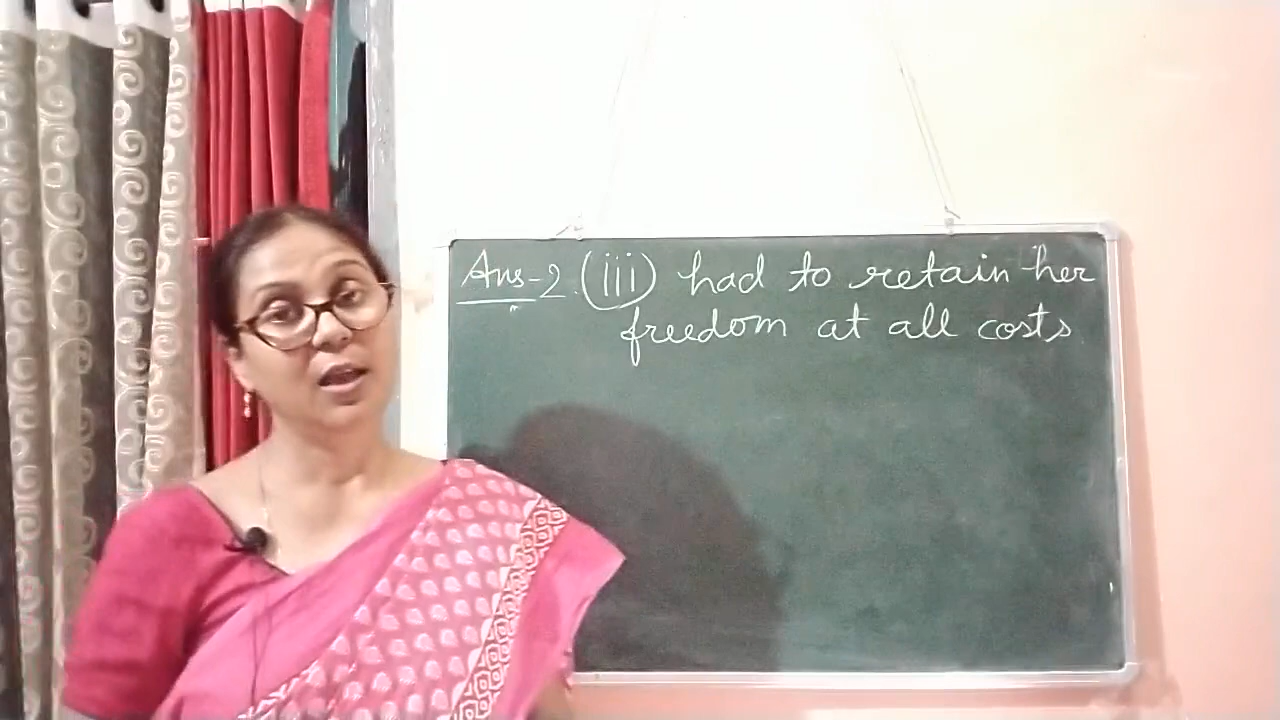 Ans-2. (iii) had to retain her
freedom at all costs